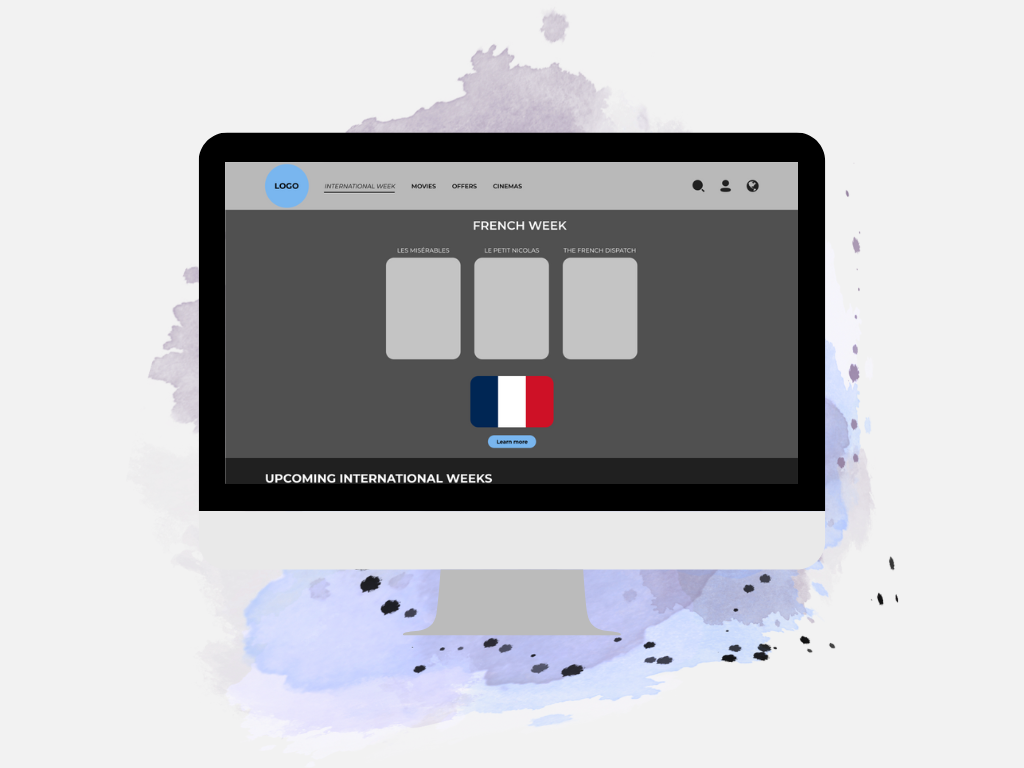 LOGO
INTERNATIONAL WEEK
MOVIES
OFFERS
CINEMAS
FRENCH WEEK
LES MISÉRABLES
LE PETIT NICOLAS
THE FRENCH DISPATCH
Learn more
UPCOMING INTERNATIONAL WEEKS